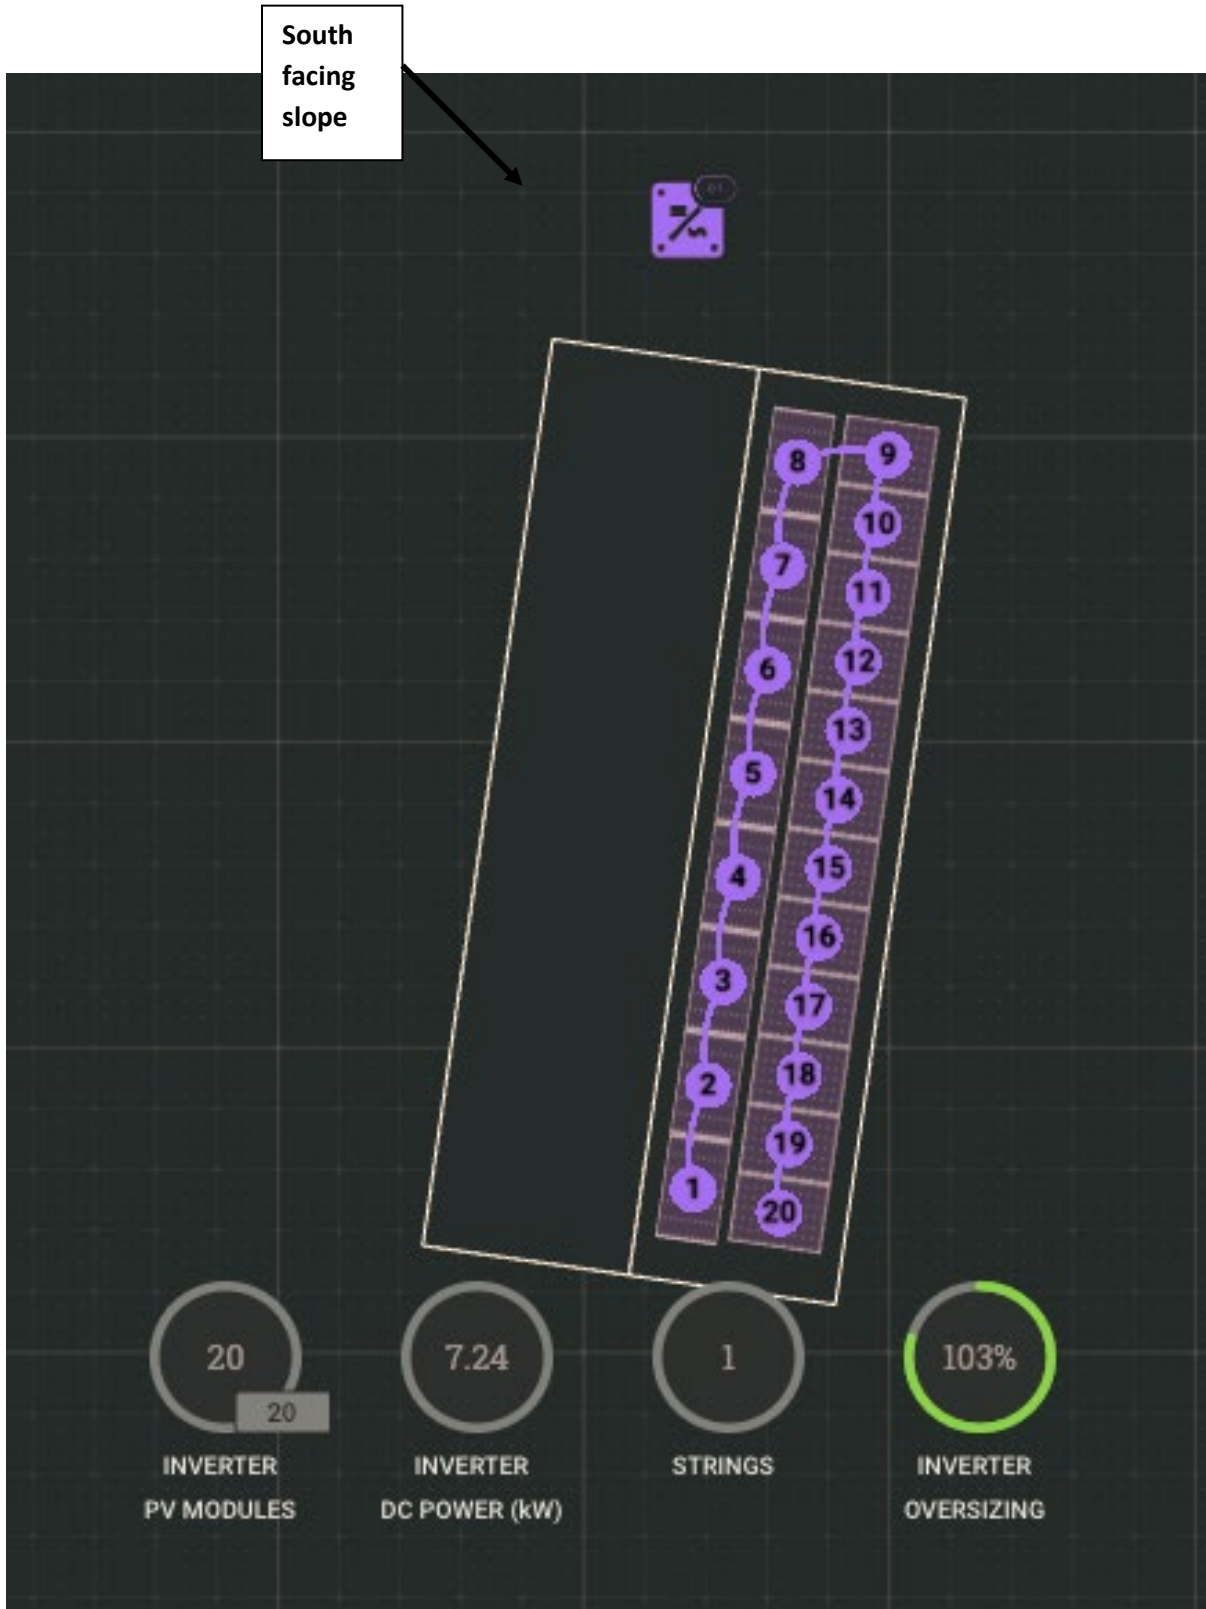 South
facing
slope
8
9
10
7
11
12
6
13
5
14
15
4
16
3
17
18
2
19
1
20
20
7.24
1
103%
20
INVERTER
PV MODULES
INVERTER
DC POWER (kW)
STRINGS
INVERTER
OVERSIZING